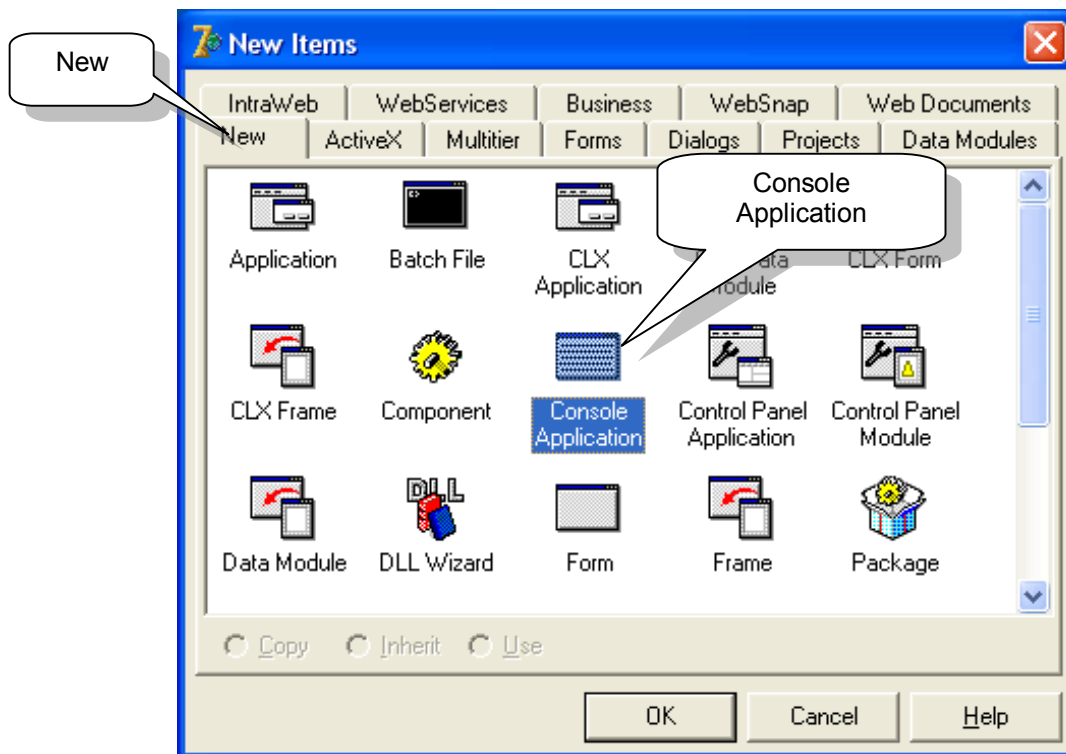 New Items
New
IntraWeb
WebServices
Business
WebSnap
Web Documents
New
ActiveX
Multitier
Forms
Dialogs
Projects
Data Modules
Console
Application
Application
Batch File
CLX
Application
CLX Form
Module
CLX Frame
Component
Console
Application
Control Panel
Application
Control Panel
Module
Data Module
DLL Wizard
Form
Frame
Package
Copy
Inherit
Use
OK
Cancel
Help